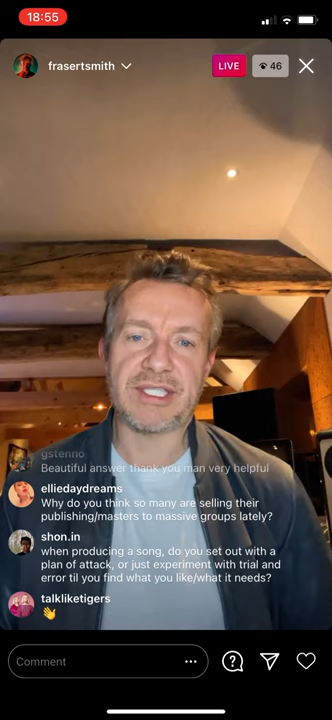 18:55
frasertsmith
LIVE
46
gstenno
Beautiful answer thank you man very helpful
elliedaydreams
Why do you think so many are selling their
publishing/masters to massive groups lately?
shon.in
when producing a song, do you set out with a
plan of attack, or just experiment with trial and
error til you find what you like/what it needs?
talkliketigers
👋
Comment